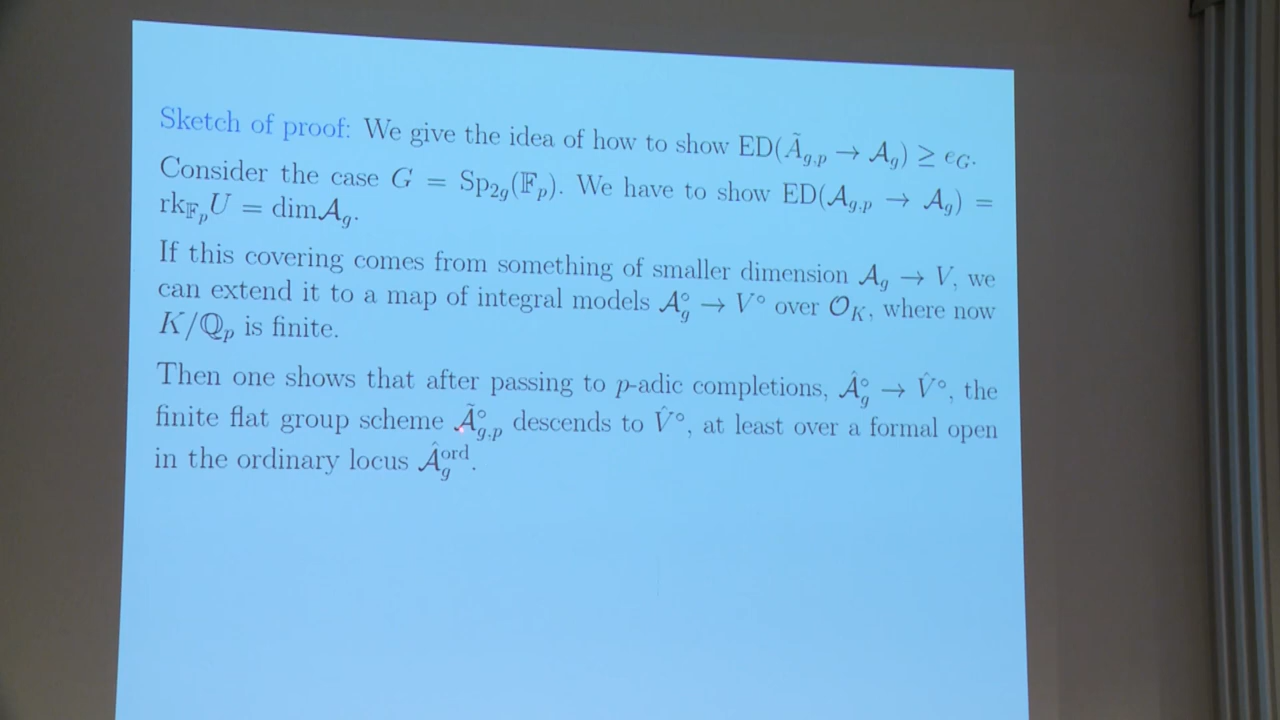 Sketch of proof: We give the idea of how to show ED(Ã_{g,p} → A_g) ≥ e_G.
Consider the case G = Sp_{2g}(𝔽_p). We have to show ED(A_{g,p} → A_g) =
rk_{𝔽_p}U = dimA_g.
If this covering comes from something of smaller dimension A_g → V, we
can extend it to a map of integral models A_g° → V° over O_K, where now
K/ℚ_p is finite.
Then one shows that after passing to p-adic completions, Â_g° → V̂°, the
finite flat group scheme Ã_{g,p}° descends to V̂°, at least over a formal open
in the ordinary locus Â_g^{ord}.